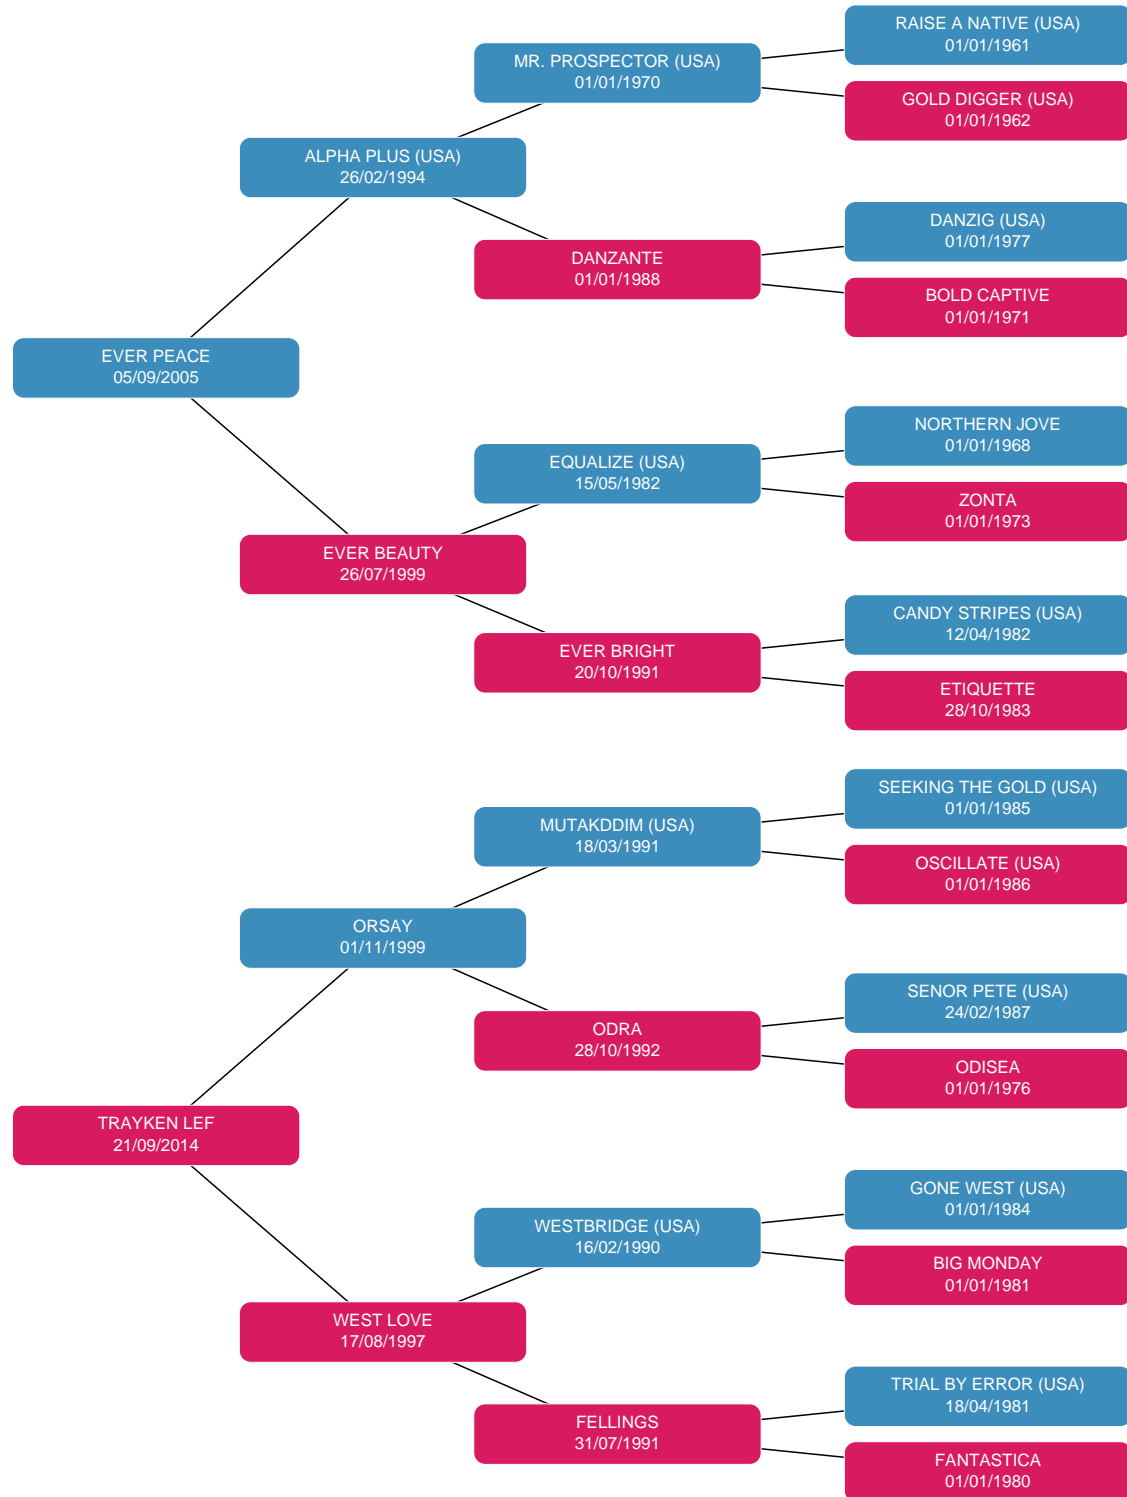 RAISE A NATIVE (USA)
01/01/1961
MR. PROSPECTOR (USA)
01/01/1970
GOLD DIGGER (USA)
01/01/1962
ALPHA PLUS (USA)
26/02/1994
DANZIG (USA)
01/01/1977
DANZANTE
01/01/1988
BOLD CAPTIVE
01/01/1971
EVER PEACE
05/09/2005
NORTHERN JOVE
01/01/1968
EQUALIZE (USA)
15/05/1982
ZONTA
01/01/1973
EVER BEAUTY
26/07/1999
CANDY STRIPES (USA)
12/04/1982
EVER BRIGHT
20/10/1991
ETIQUETTE
28/10/1983
SEEKING THE GOLD (USA)
01/01/1985
MUTAKDDIM (USA)
18/03/1991
OSCILLATE (USA)
01/01/1986
ORSAY
01/11/1999
SENOR PETE (USA)
24/02/1987
ODRA
28/10/1992
ODISEA
01/01/1976
TRAYKEN LEF
21/09/2014
GONE WEST (USA)
01/01/1984
WESTBRIDGE (USA)
16/02/1990
BIG MONDAY
01/01/1981
WEST LOVE
17/08/1997
TRIAL BY ERROR (USA)
18/04/1981
FELLINGS
31/07/1991
FANTASTICA
01/01/1980